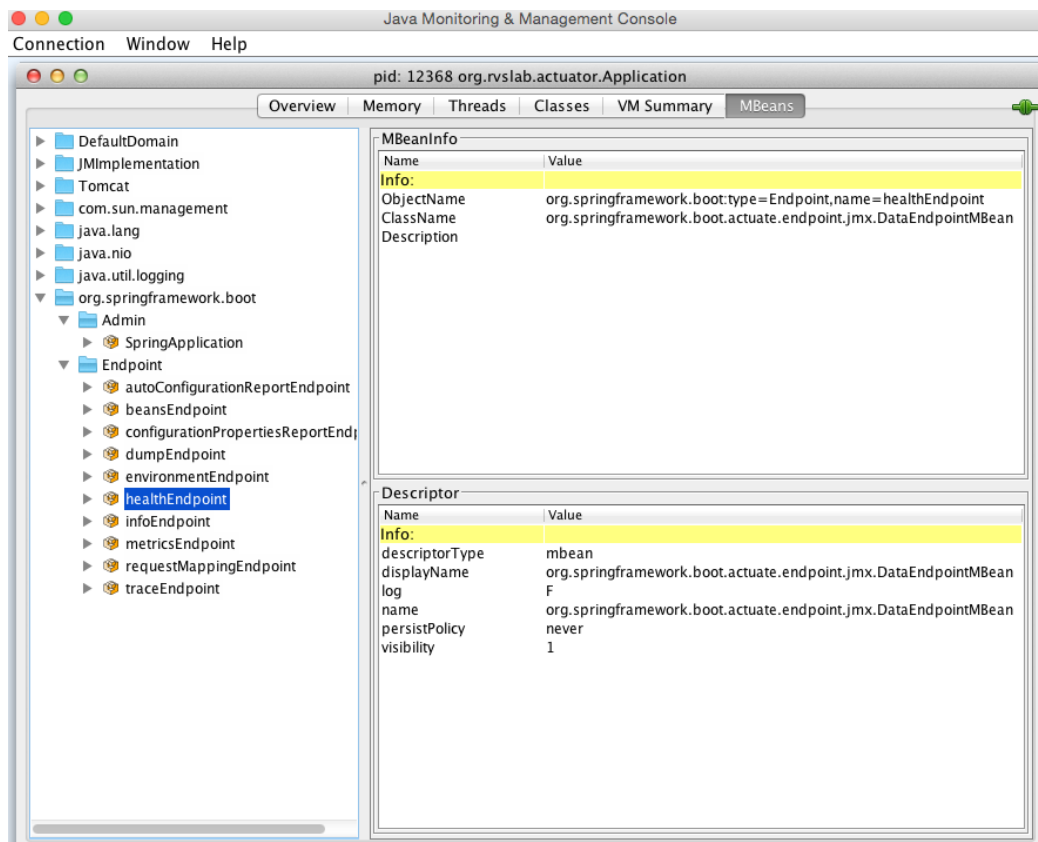 Java Monitoring & Management Console
Connection Window Help
pid: 12368 org.rvslab.actuator.Application
Overview Memory Threads Classes VM Summary MBeans
DefaultDomain
JMImplementation
Tomcat
com.sun.management
java.lang
java.nio
java.util.logging
org.springframework.boot
Admin
SpringApplication
Endpoint
autoConfigurationReportEndpoint
beansEndpoint
configurationPropertiesReportEndp
dumpEndpoint
environmentEndpoint
healthEndpoint
infoEndpoint
metricsEndpoint
requestMappingEndpoint
traceEndpoint
MBeanInfo
Name Value
Info:
ObjectName org.springframework.boot:type=Endpoint,name=healthEndpoint
ClassName org.springframework.boot.actuate.endpoint.jmx.DataEndpointMBean
Description
Descriptor
Name Value
Info:
descriptorType mbean
displayName org.springframework.boot.actuate.endpoint.jmx.DataEndpointMBean
log F
name org.springframework.boot.actuate.endpoint.jmx.DataEndpointMBean
persistPolicy never
visibility 1